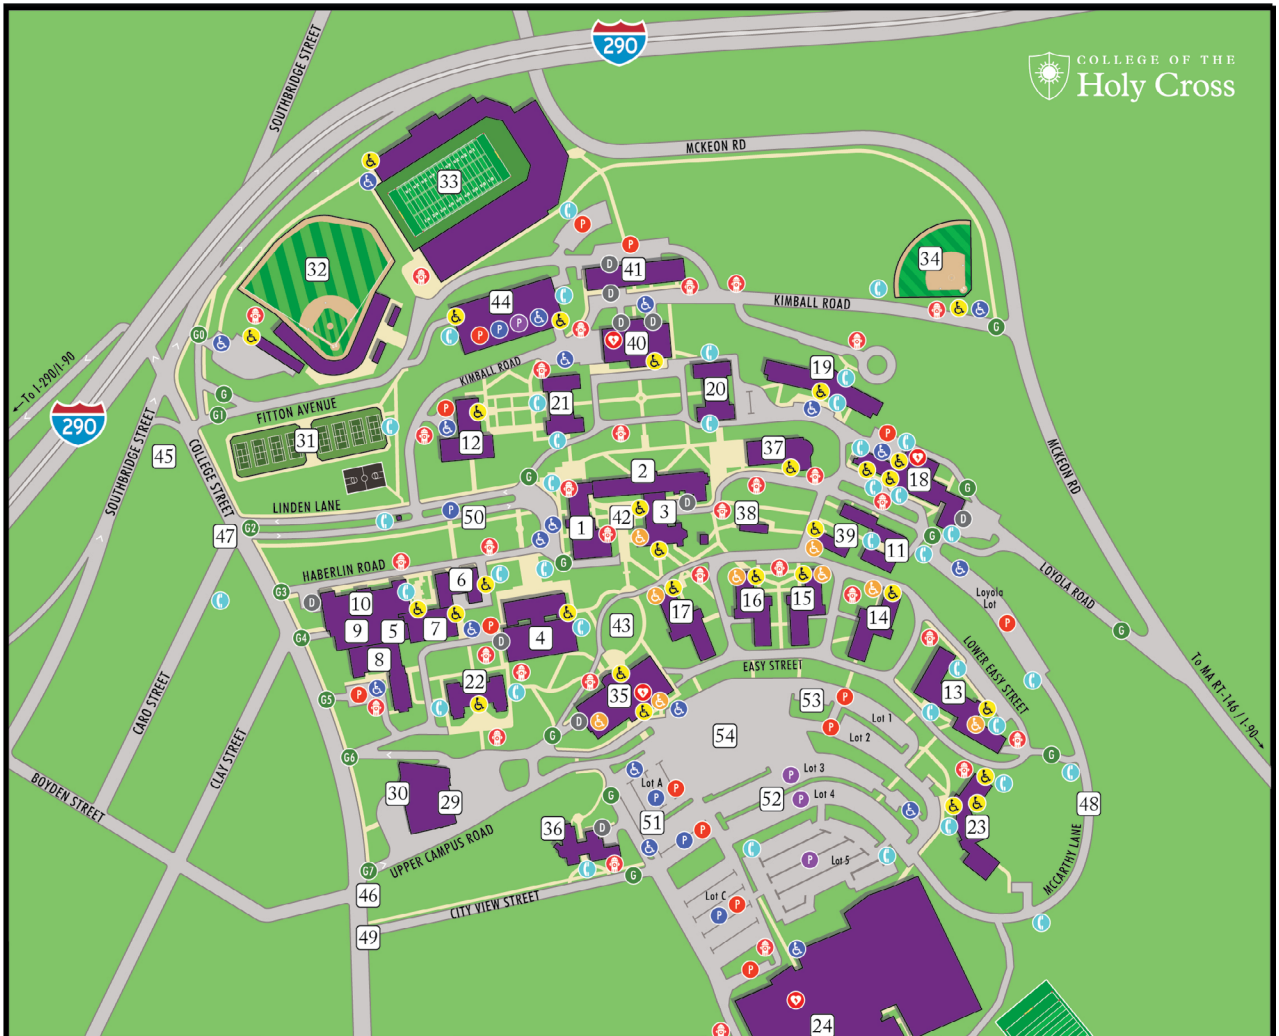 290
COLLEGE OF THE
Holy Cross
SOUTHBRIDGE STREET
MCKEON RD
33
32
34
41
44
KIMBALL ROAD
G0
40
To I-290/I-90
290
KIMBALL ROAD
19
20
21
G
G1
FITTON AVENUE
31
12
37
45
SOUTHBRIDGE STREET
COLLEGE STREET
MCKEON RD
2
18
LINDEN LANE
50
1
42
3
38
47
G2
39
11
HABERLIN ROAD
G3
6
10
9
5
7
4
43
17
16
15
14
LOYOLA ROAD
Loyola
Lot
G4
8
22
35
EASY STREET
LOWER EASY STREET
13
To MA RT-146 / I-90
G5
53
Lot 1
Lot 2
54
G6
CARO STREET
CLAY STREET
BOYDEN STREET
30
29
Lot A
Lot 3
52
Lot 4
51
48
36
23
UPPER CAMPUS ROAD
Lot 5
MCCARTHY LANE
G7
46
CITY VIEW STREET
Lot C
49
24